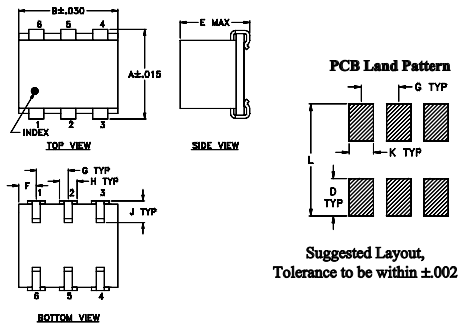 B±.030
6 5 4
A±.015
INDEX
1 2 3
TOP VIEW
E MAX
SIDE VIEW
PCB Land Pattern
G TYP
K TYP
L
D
TYP
Suggested Layout,
Tolerance to be within ±.002
G TYP
H TYP
F
1 2 3
J TYP
6 5 4
BOTTOM VIEW